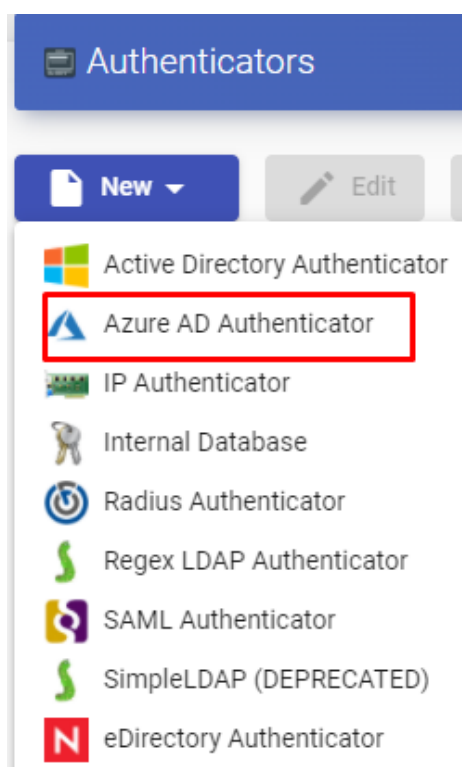 Authenticators
New
Edit
Active Directory Authenticator
Azure AD Authenticator
IP Authenticator
Internal Database
Radius Authenticator
Regex LDAP Authenticator
SAML Authenticator
SimpleLDAP (DEPRECATED)
eDirectory Authenticator